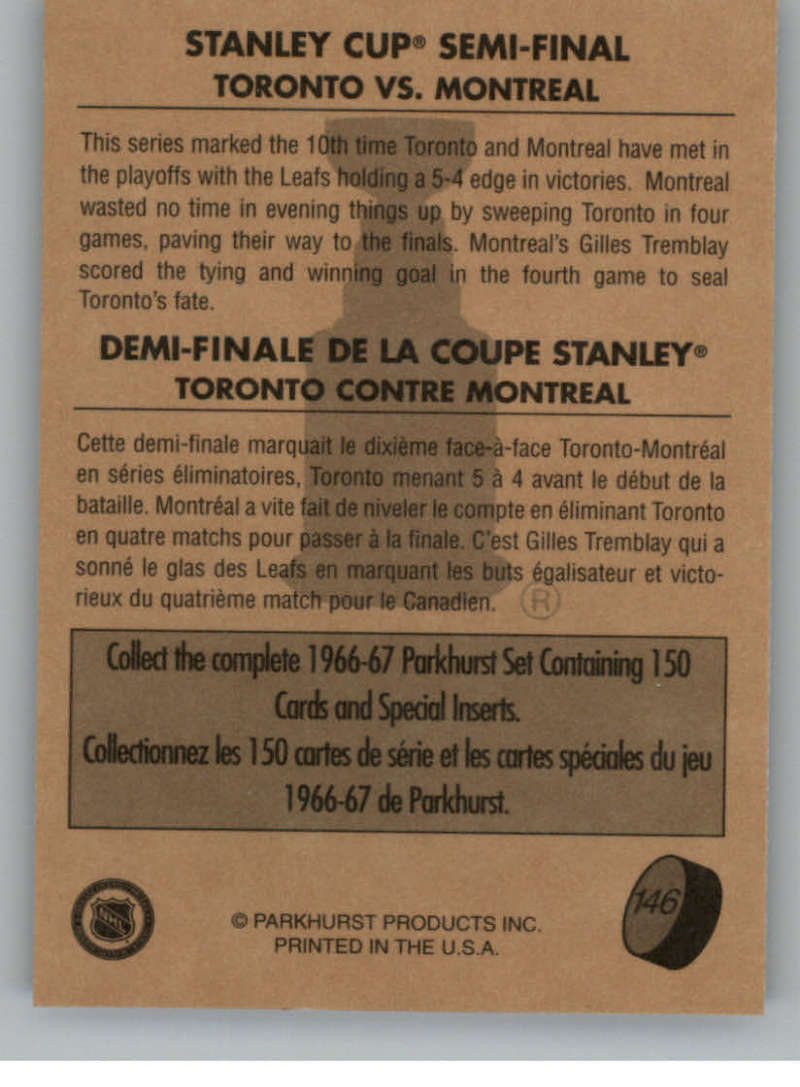 STANLEY CUP® SEMI-FINAL
TORONTO VS. MONTREAL
This series marked the 10th time Toronto and Montreal have met in
the playoffs with the Leafs holding a 5-4 edge in victories. Montreal
wasted no time in evening things up by sweeping Toronto in four
games, paving their way to the finals. Montreal's Gilles Tremblay
scored the tying and winning goal in the fourth game to seal
Toronto's fate.
DEMI-FINALE DE LA COUPE STANLEY®
TORONTO CONTRE MONTREAL
Cette demi-finale marquait le dixième face-à-face Toronto-Montréal
en séries éliminatoires, Toronto menant 5 à 4 avant le début de la
bataille. Montréal a vite fait de niveler le compte en éliminant Toronto
en quatre matchs pour passer à la finale. C'est Gilles Tremblay qui a
sonné le glas des Leafs en marquant les buts égalisateur et victo-
rieux du quatrième match pour le Canadien. ®
Collect the complete 1966-67 Parkhurst Set Containing 150
Cards and Special Inserts.
Collectionnez les 150 cartes de série et les cartes spéciales du jeu
1966-67 de Parkhurst.
NHL
© PARKHURST PRODUCTS INC.
PRINTED IN THE U.S.A.
146